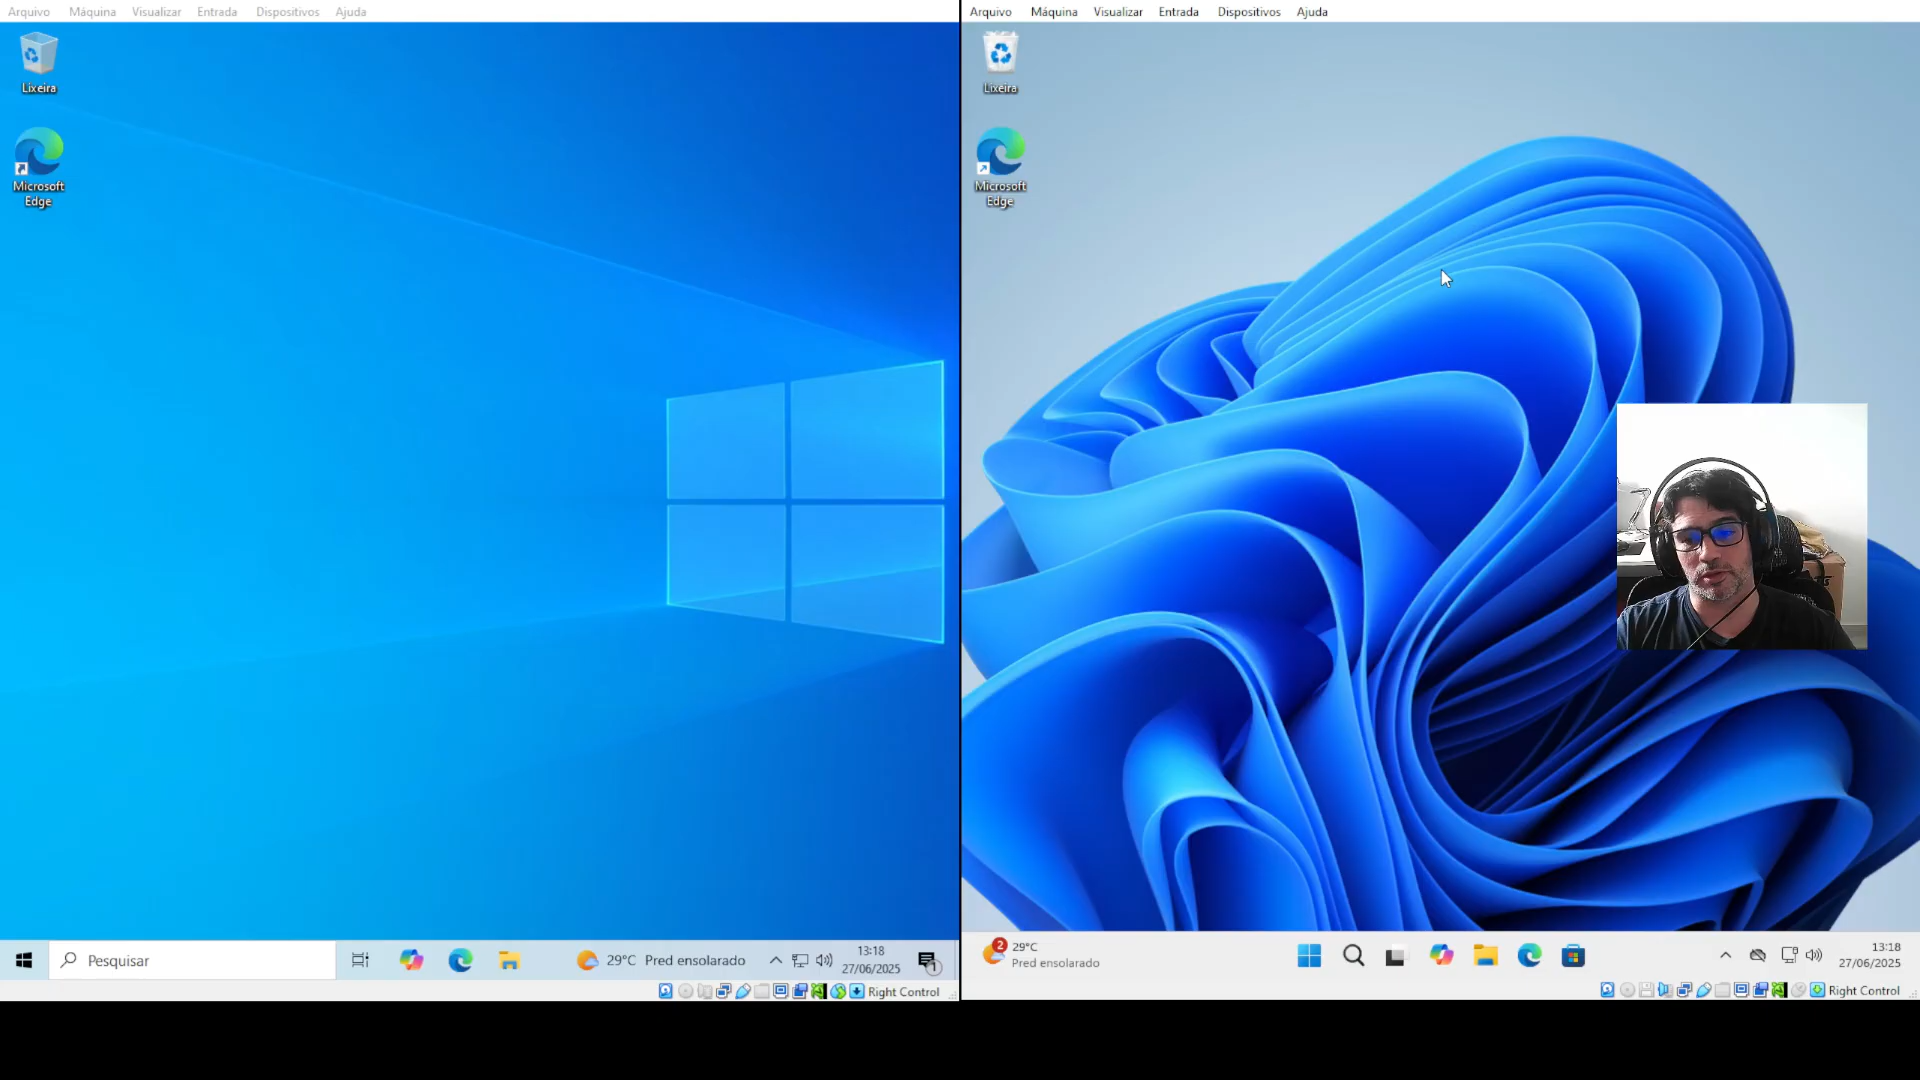 Arquivo Máquina Visualizar Entrada Dispositivos Ajuda
Lixeira
Microsoft
Edge
Pesquisar
29°C Pred ensolarado
13:18
27/06/2025
1
Right Control
Arquivo Máquina Visualizar Entrada Dispositivos Ajuda
Lixeira
Microsoft
Edge
2
29°C
Pred ensolarado
13:18
27/06/2025
Right Control